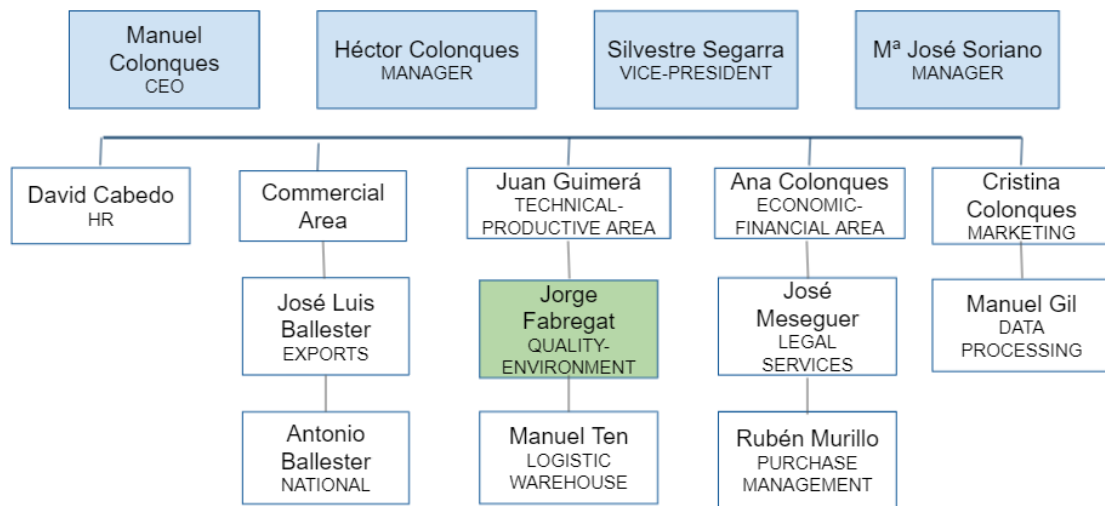 Manuel
Colonques
CEO
Héctor Colonques
MANAGER
Silvestre Segarra
VICE-PRESIDENT
Mª José Soriano
MANAGER
David Cabedo
HR
Commercial
Area
Juan Guimerá
TECHNICAL-
PRODUCTIVE AREA
Ana Colonques
ECONOMIC-
FINANCIAL AREA
Cristina
Colonques
MARKETING
José Luis
Ballester
EXPORTS
Jorge
Fabregat
QUALITY-
ENVIRONMENT
José
Meseguer
LEGAL
SERVICES
Manuel Gil
DATA
PROCESSING
Antonio
Ballester
NATIONAL
Manuel Ten
LOGISTIC
WAREHOUSE
Rubén Murillo
PURCHASE
MANAGEMENT